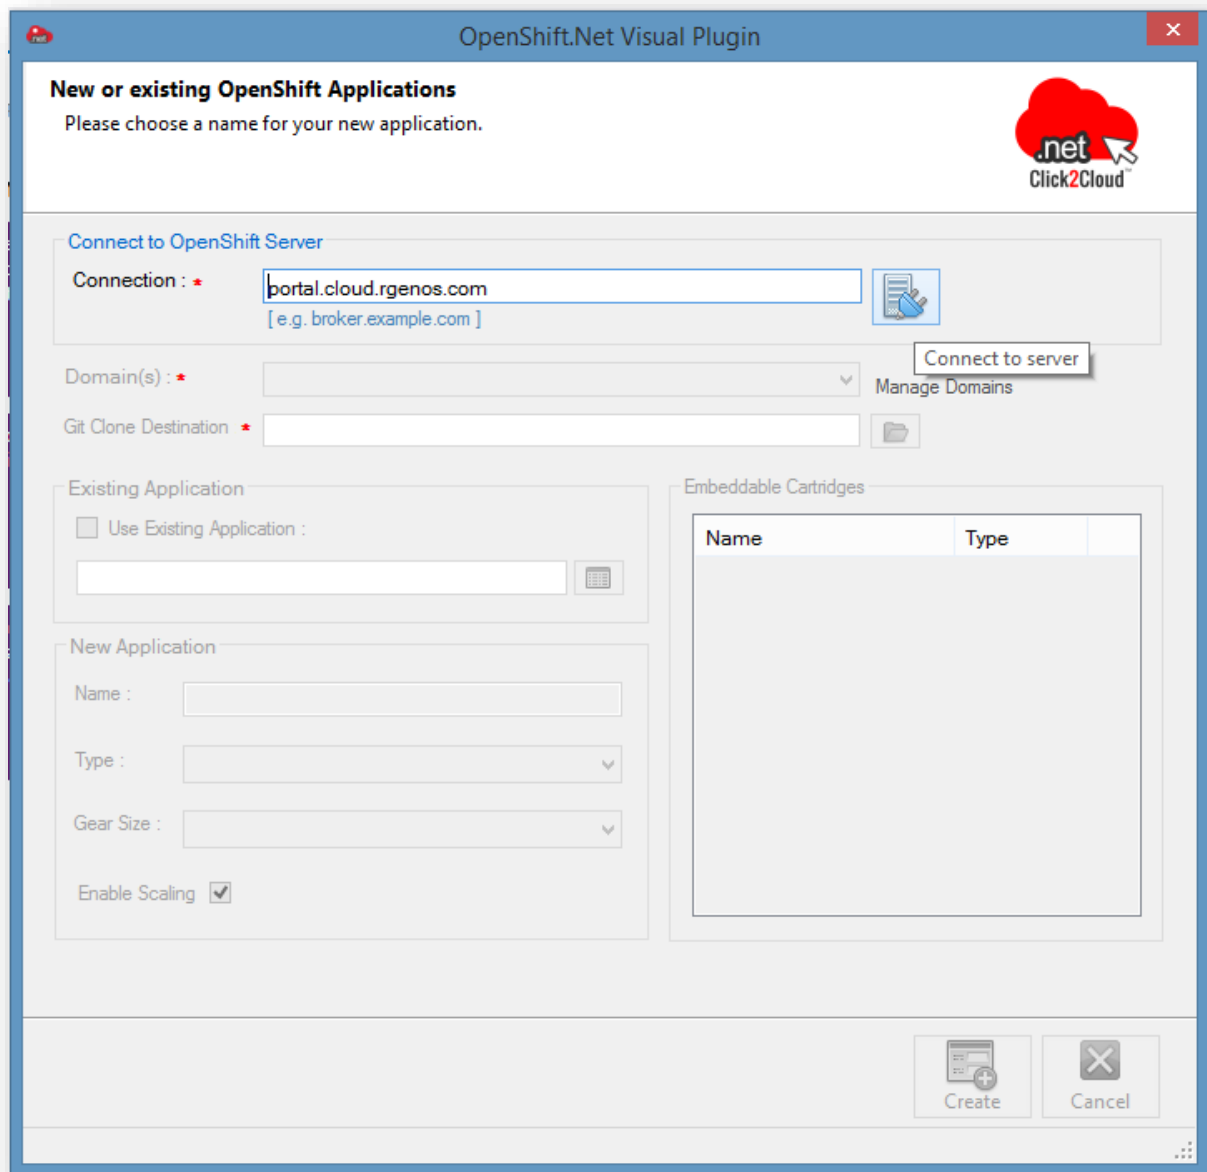 OpenShift.Net Visual Plugin
New or existing OpenShift Applications
Please choose a name for your new application.
.net
Click2Cloud™
Connect to OpenShift Server
Connection : *
portal.cloud.rgenos.com
[ e.g. broker.example.com ]
Connect to server
Domain(s) : *
Manage Domains
Git Clone Destination *
Existing Application
Use Existing Application :
Embeddable Cartridges
Name Type
New Application
Name :
Type :
Gear Size :
Enable Scaling
Create Cancel